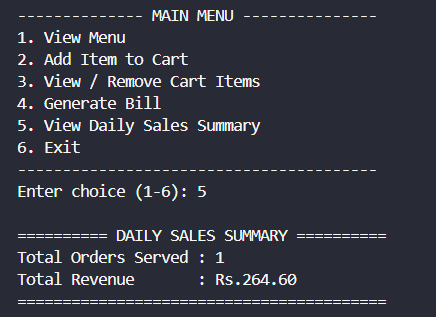 -------------- MAIN MENU ---------------
1. View Menu
2. Add Item to Cart
3. View / Remove Cart Items
4. Generate Bill
5. View Daily Sales Summary
6. Exit
----------------------------------------
Enter choice (1-6): 5

========== DAILY SALES SUMMARY ==========
Total Orders Served : 1
Total Revenue       : Rs.264.60
=========================================